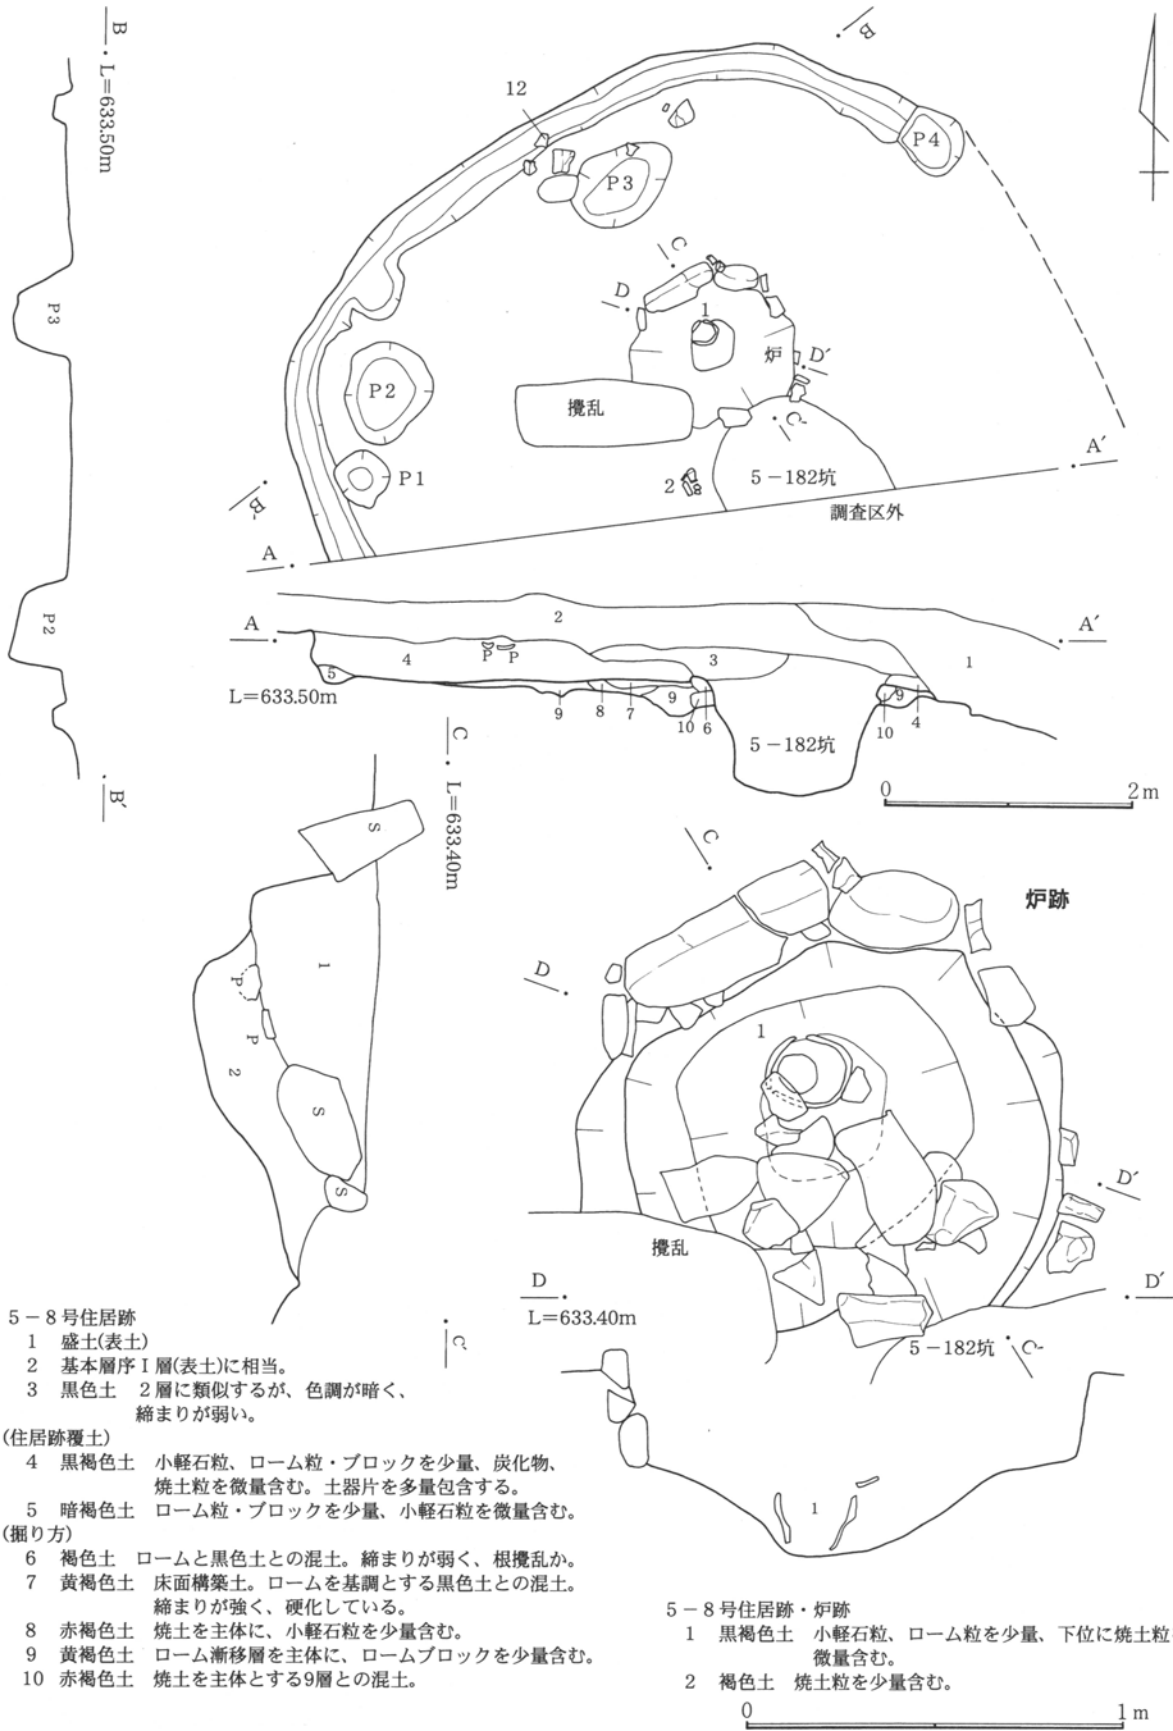 B
L=633.50m
P3
P2
B´
12
B
P4
P3
C
D
1
炉
D´
P2
攪乱
C´
P1
2
5－182坑
A´
B´
調査区外
A
2
A
A´
4
P
P
3
1
5
9
L=633.50m
9
8
7
9
10
6
10
4
5－182坑
0
2m
C
L=633.40m
S
1
P
P
2
S
S
C´
炉跡
C
D
1
D´
攪乱
D
D´
L=633.40m
5－182坑
C´
1
5－8号住居跡
1 盛土(表土)
2 基本層序Ⅰ層(表土)に相当。
3 黒色土 2層に類似するが、色調が暗く、
締まりが弱い。
(住居跡覆土)
4 黒褐色土 小軽石粒、ローム粒・ブロックを少量、炭化物、
焼土粒を微量含む。土器片を多量包含する。
5 暗褐色土 ローム粒・ブロックを少量、小軽石粒を微量含む。
(掘り方)
6 褐色土 ロームと黒色土との混土。締まりが弱く、根攪乱か。
7 黄褐色土 床面構築土。ロームを基調とする黒色土との混土。
締まりが強く、硬化している。
8 赤褐色土 焼土を主体に、小軽石粒を少量含む。
9 黄褐色土 ローム漸移層を主体に、ロームブロックを少量含む。
10 赤褐色土 焼土を主体とする9層との混土。
5－8号住居跡・炉跡
1 黒褐色土 小軽石粒、ローム粒を少量、下位に焼土粒
微量含む。
2 褐色土 焼土粒を少量含む。
0
1m